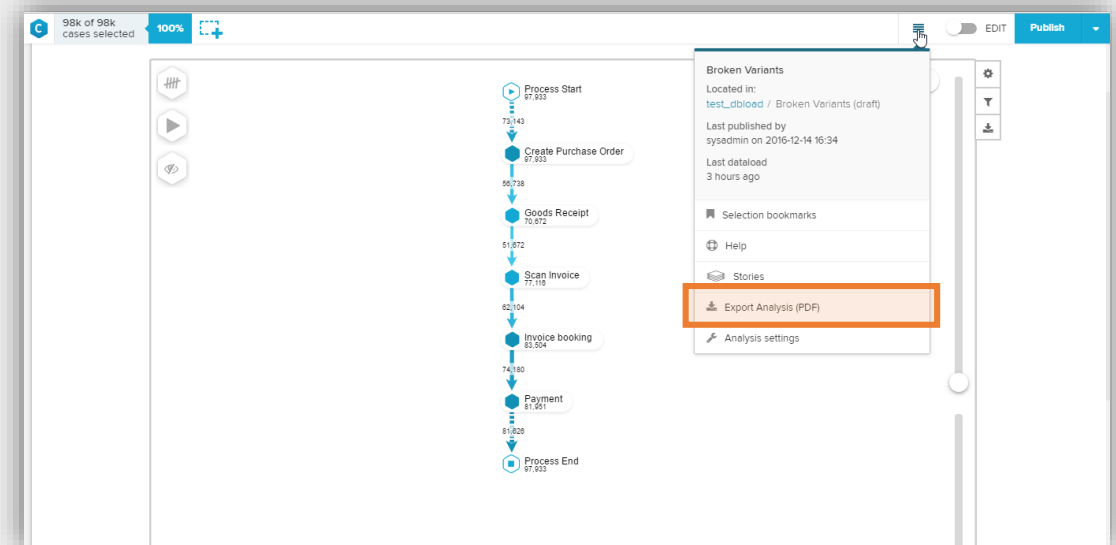 C
98k of 98k
cases selected
100%
EDIT
Publish
Broken Variants
Located in:
test_dbload / Broken Variants (draft)
Last published by
sysadmin on 2016-12-14 16:34
Last dataload
3 hours ago
Selection bookmarks
Help
Stories
Export Analysis (PDF)
Analysis settings
Process Start
97,933
73,143
Create Purchase Order
97,933
56,738
Goods Receipt
70,672
51,672
Scan Invoice
77,116
62,104
Invoice booking
83,504
74,180
Payment
81,951
81,626
Process End
97,933